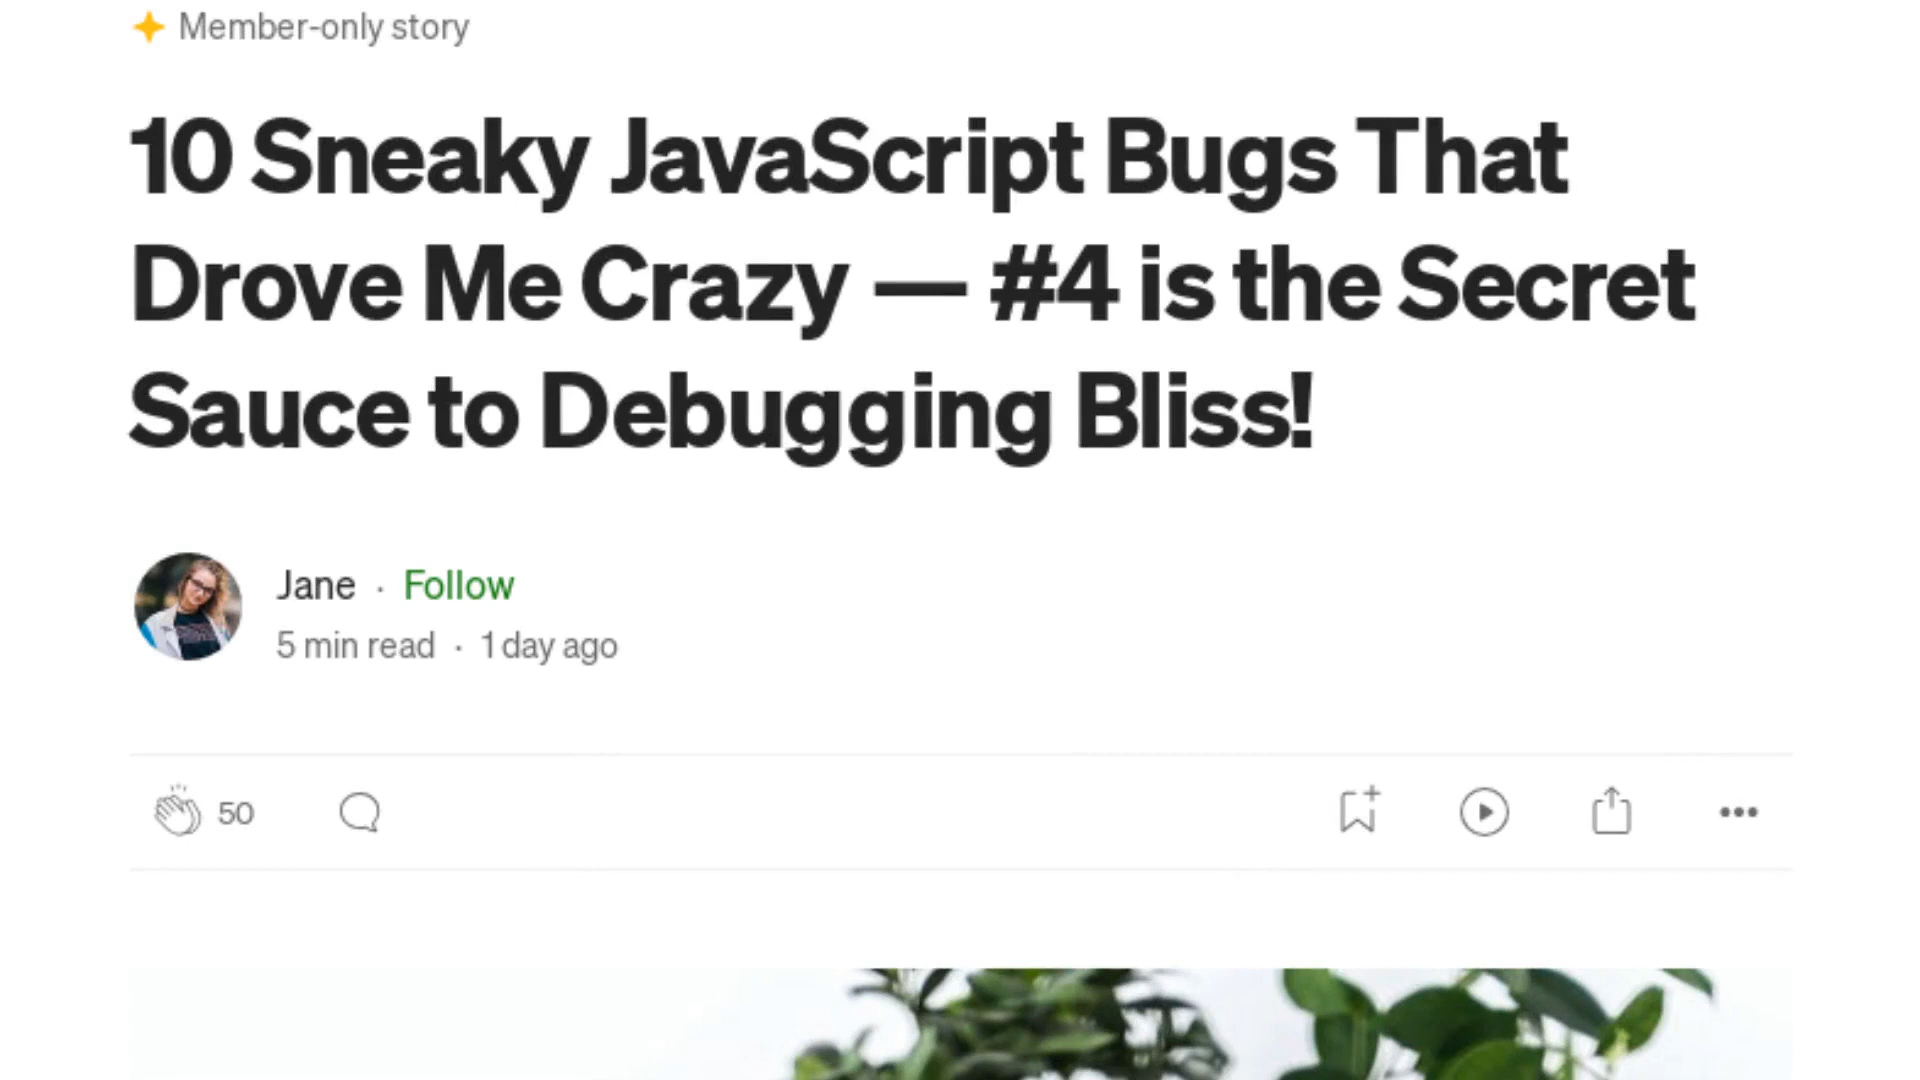 Member-only story
10 Sneaky JavaScript Bugs That
Drove Me Crazy — #4 is the Secret
Sauce to Debugging Bliss!
Jane · Follow
5 min read · 1 day ago
50